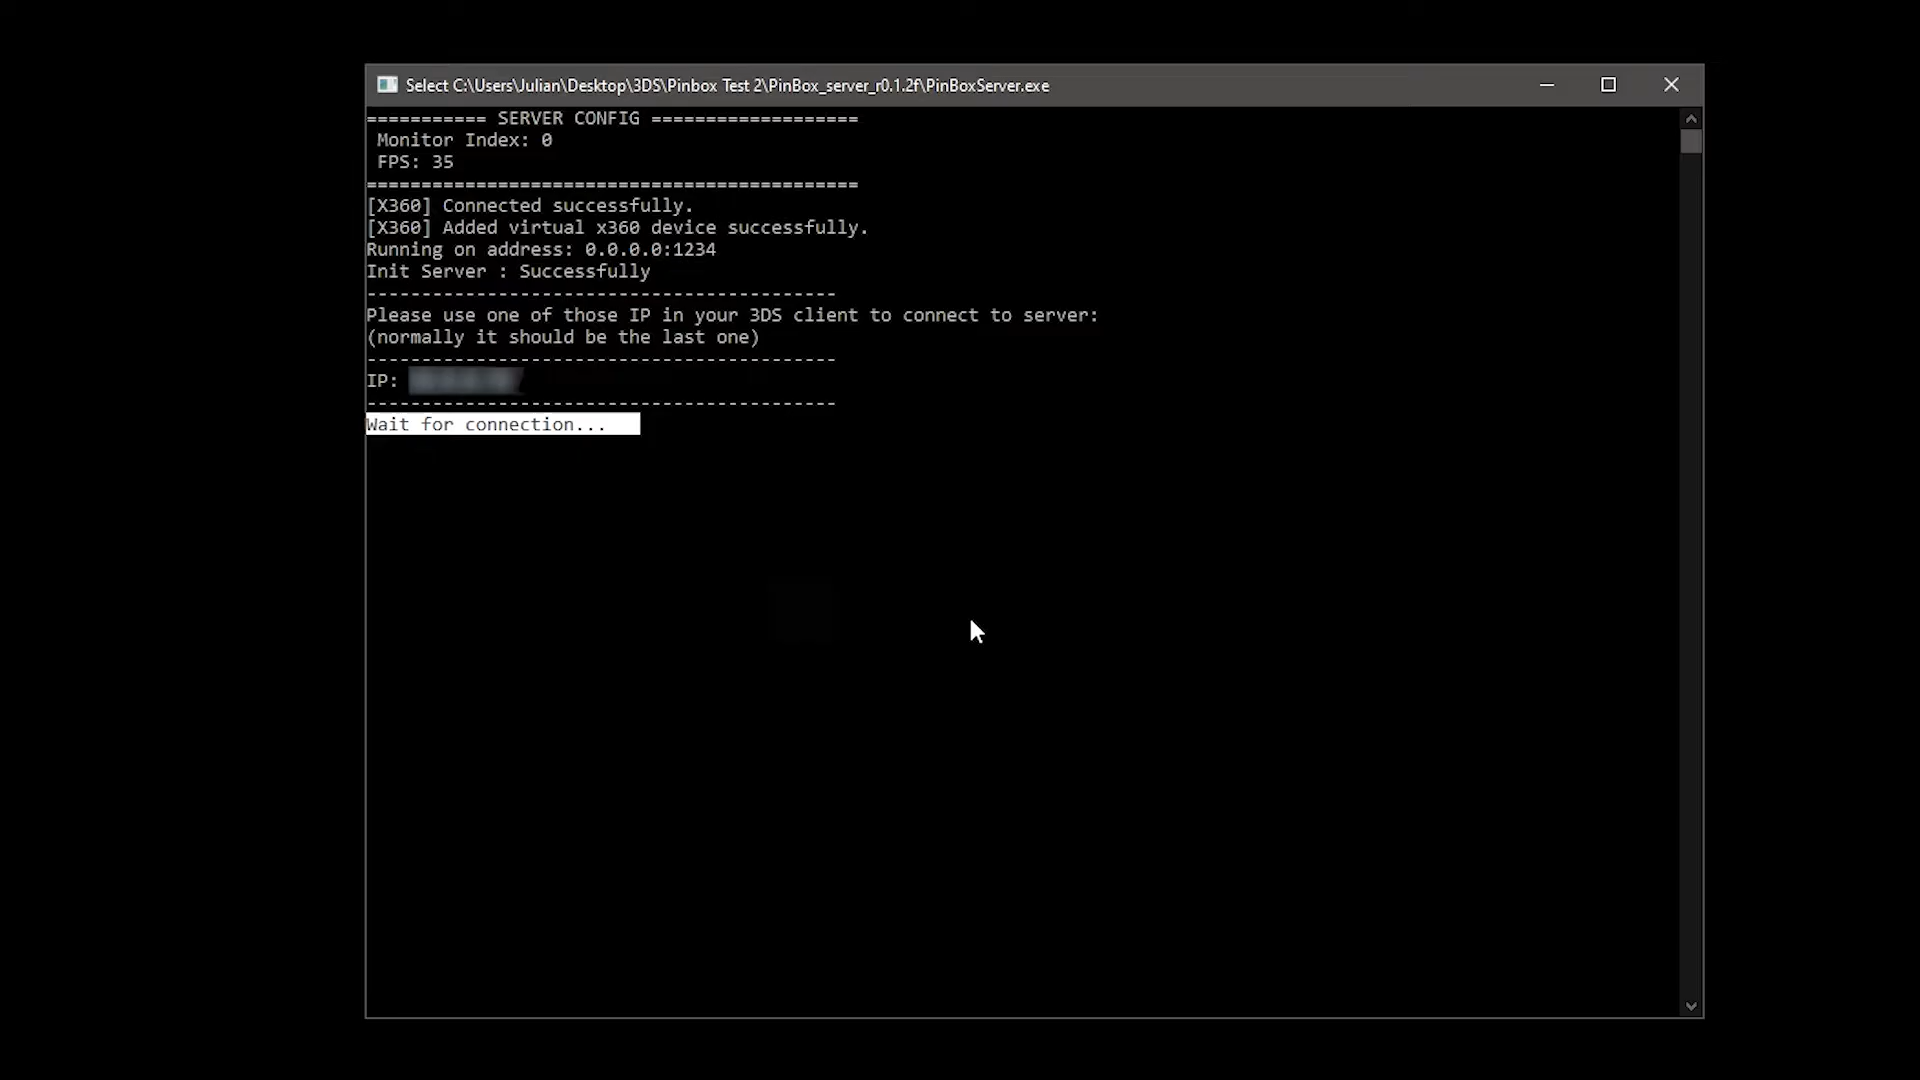 Select C:\Users\Julian\Desktop\3DS\Pinbox Test 2\PinBox_server_r0.1.2f\PinBoxServer.exe
=========== SERVER CONFIG ===================
Monitor Index: 0
FPS: 35
=============================================
[X360] Connected successfully.
[X360] Added virtual x360 device successfully.
Running on address: 0.0.0.0:1234
Init Server : Successfully
-------------------------------------------
Please use one of those IP in your 3DS client to connect to server:
(normally it should be the last one)
-------------------------------------------
IP:
-------------------------------------------
Wait for connection...